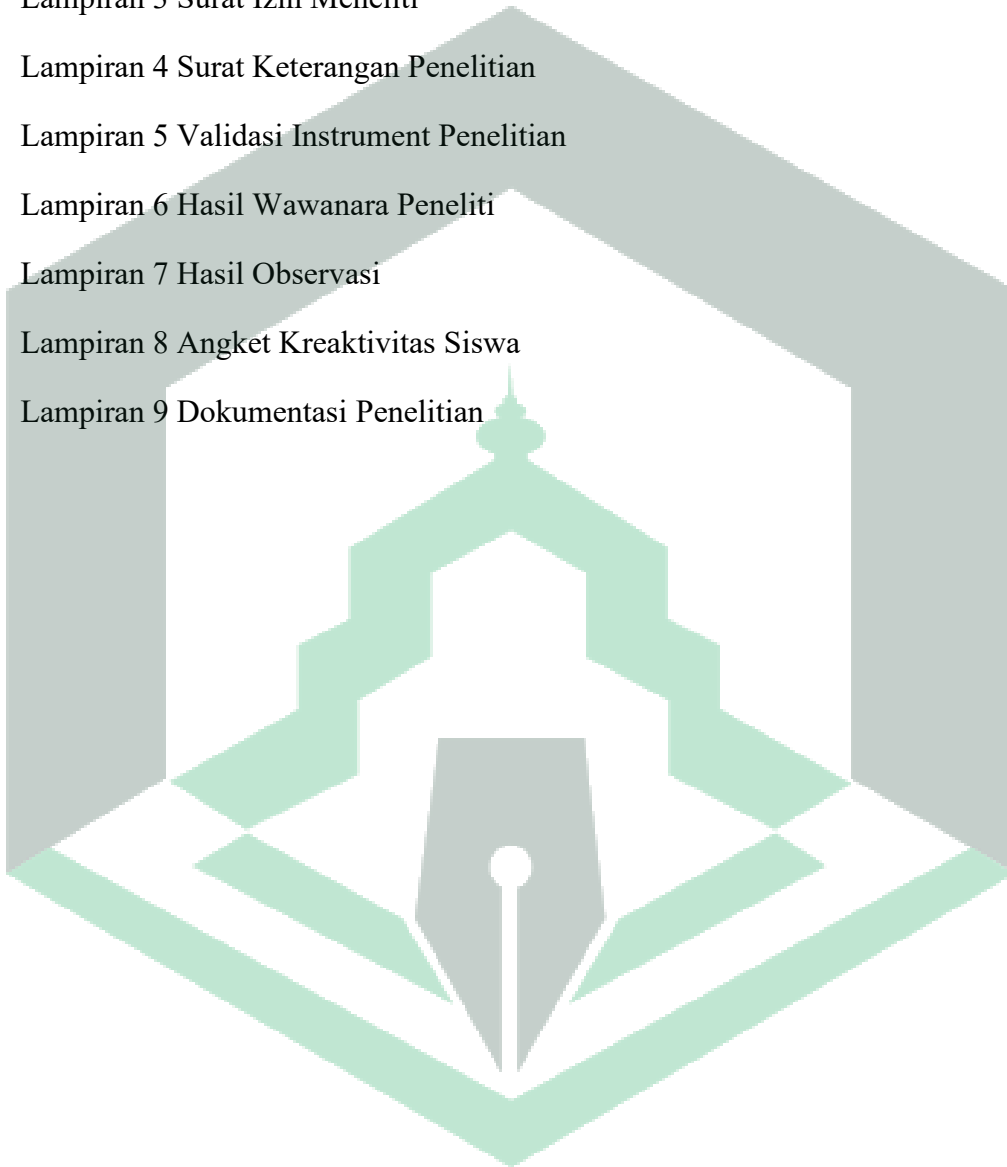 Lampiran 3 Surat Izin Meneliti
Lampiran 4 Surat Keterangan Penelitian
Lampiran 5 Validasi Instrument Penelitian
Lampiran 6 Hasil Wawanara Peneliti
Lampiran 7 Hasil Observasi
Lampiran 8 Angket Kreaktivitas Siswa
Lampiran 9 Dokumentasi Penelitian